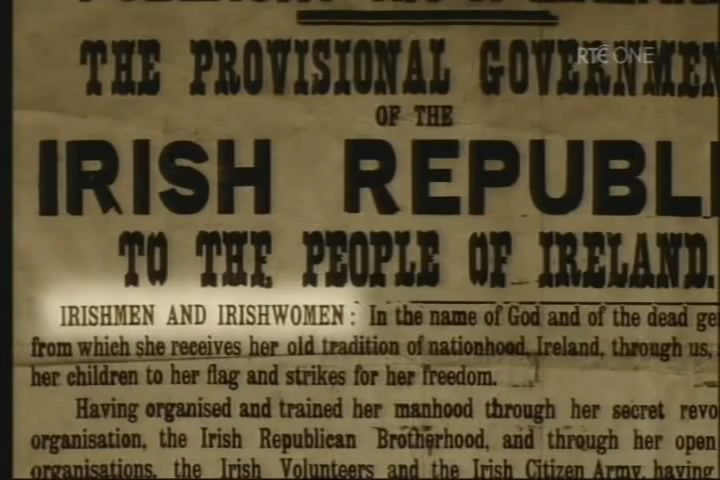 THE PROVISIONAL GOVERNMEN
RTÉ ONE
OF THE
IRISH REPUBLI
TO THE PEOPLE OF IRELAND.
IRISHMEN AND IRISHWOMEN: In the name of God and of the dead ge
from which she receives her old tradition of nationhood, Ireland, through us,
her children to her flag and strikes for her freedom.
Having organised and trained her manhood through her secret revo
organisation, the Irish Republican Brotherhood, and through her open
organisations, the Irish Volunteers and the Irish Citizen Army, having